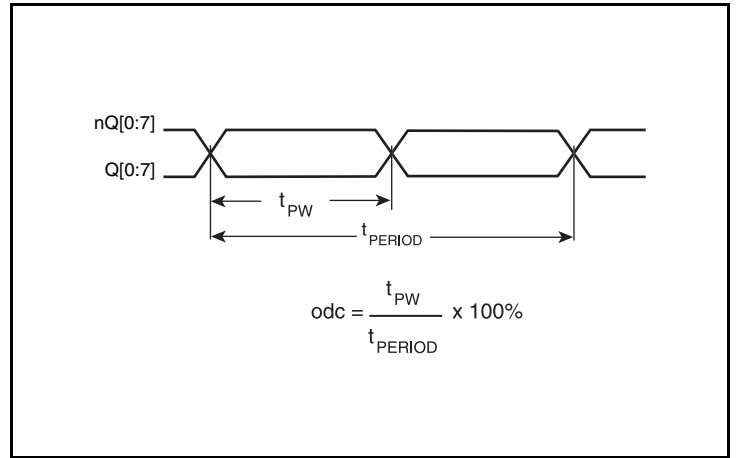 nQ[0:7]
Q[0:7]
tPW
tPERIOD
odc = tPW / tPERIOD x 100%